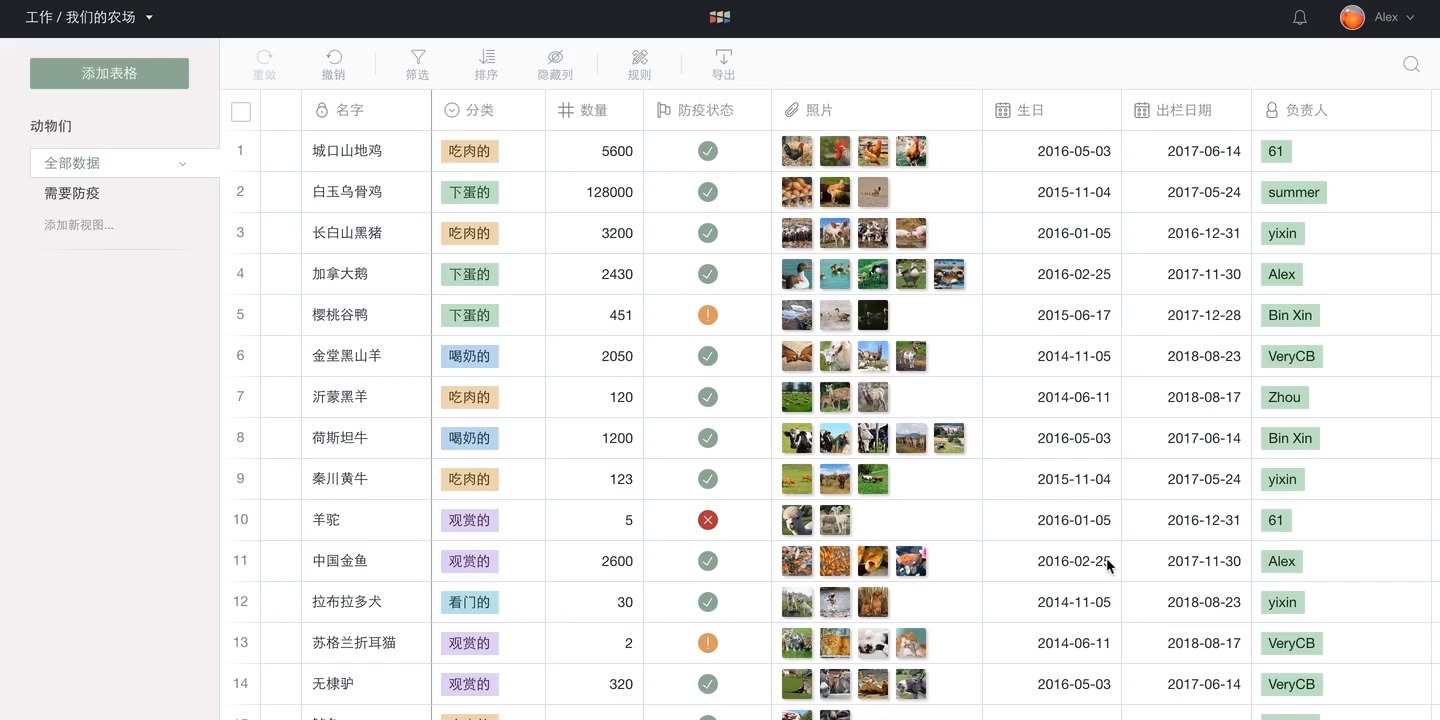 工作 / 我们的农场
Alex
添加表格
重做 撤销 筛选 排序 隐藏列 规则 导出
动物们
全部数据
需要防疫
添加新视图...
名字 分类 数量 防疫状态 照片 生日 出栏日期 负责人
1 城口山地鸡 吃肉的 5600 2016-05-03 2017-06-14 61
2 白玉乌骨鸡 下蛋的 128000 2015-11-04 2017-05-24 summer
3 长白山黑猪 吃肉的 3200 2016-01-05 2016-12-31 yixin
4 加拿大鹅 下蛋的 2430 2016-02-25 2017-11-30 Alex
5 樱桃谷鸭 下蛋的 451 2015-06-17 2017-12-28 Bin Xin
6 金堂黑山羊 喝奶的 2050 2014-11-05 2018-08-23 VeryCB
7 沂蒙黑羊 吃肉的 120 2014-06-11 2018-08-17 Zhou
8 荷斯坦牛 喝奶的 1200 2016-05-03 2017-06-14 Bin Xin
9 秦川黄牛 吃肉的 123 2015-11-04 2017-05-24 yixin
10 羊驼 观赏的 5 2016-01-05 2016-12-31 61
11 中国金鱼 观赏的 2600 2016-02-25 2017-11-30 Alex
12 拉布拉多犬 看门的 30 2014-11-05 2018-08-23 yixin
13 苏格兰折耳猫 观赏的 2 2014-06-11 2018-08-17 VeryCB
14 无棣驴 观赏的 320 2016-05-03 2017-06-14 VeryCB